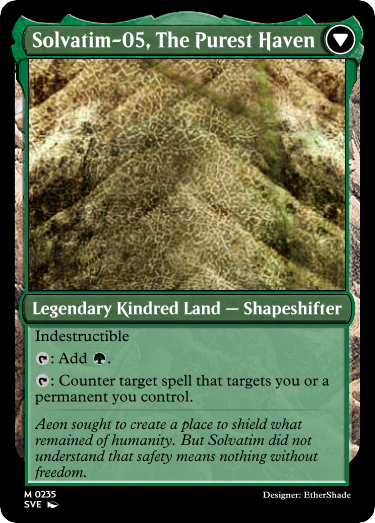 Solvatim-05, The Purest Haven
Legendary Kindred Land — Shapeshifter
Indestructible
: Add .
: Counter target spell that targets you or a
permanent you control.
Aeon sought to create a place to shield what
remained of humanity. But Solvatim did not
understand that safety means nothing without
freedom.
M 0235
SVE
Designer: EtherShade